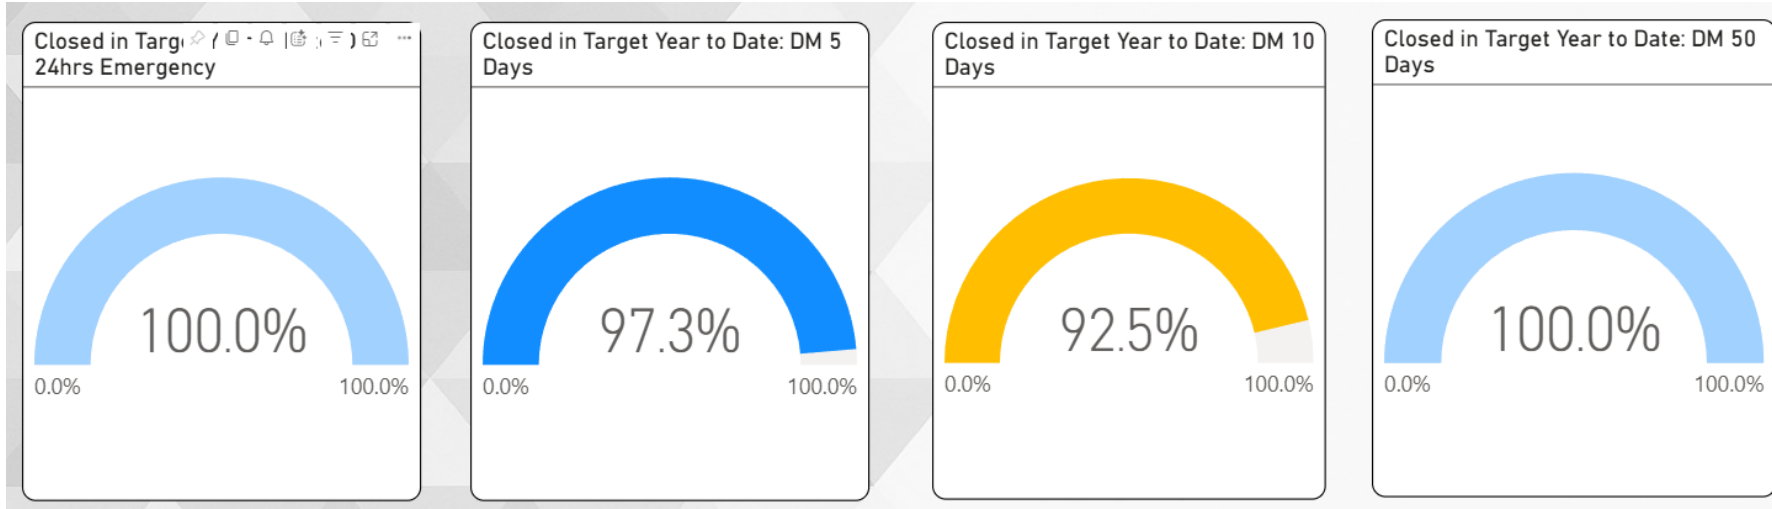 Closed in
24hrs Emergency
100.0%
0.0% 100.0%
Closed in Target Year to Date: DM 5
Days
97.3%
0.0% 100.0%
Closed in Target Year to Date: DM 10
Days
92.5%
0.0% 100.0%
Closed in Target Year to Date: DM 50
Days
100.0%
0.0% 100.0%